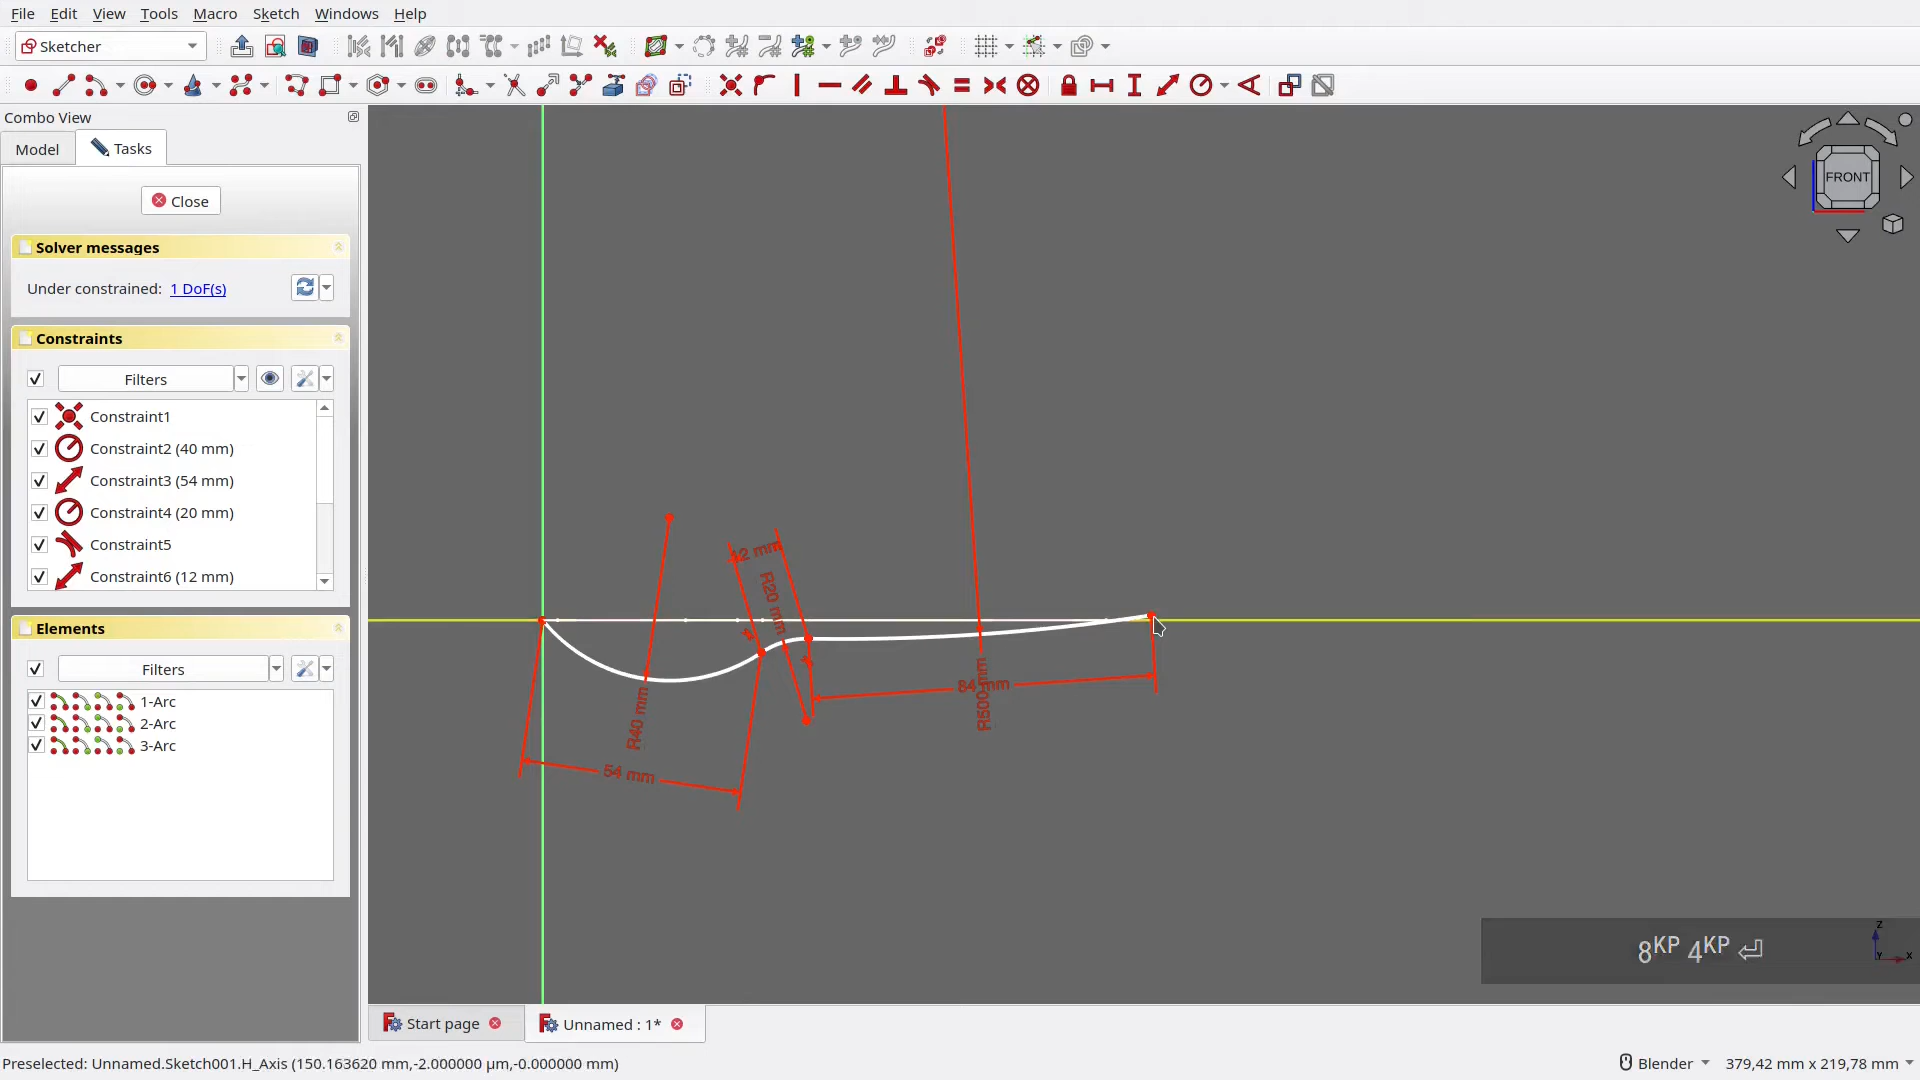 File Edit View Tools Macro Sketch Windows Help
Sketcher
Combo View
Model Tasks
Close
Solver messages
Under constrained: 1 DoF(s)
Constraints
Filters
Constraint1
Constraint2 (40 mm)
Constraint3 (54 mm)
Constraint4 (20 mm)
Constraint5
Constraint6 (12 mm)
Elements
Filters
1-Arc
2-Arc
3-Arc
FRONT
12 mm
R20 mm
R40 mm
54 mm
84 mm
R500 mm
8KP 4KP ⏎
Z
Y X
Start page Unnamed : 1*
Preselected: Unnamed.Sketch001.H_Axis (150.163620 mm,-2.000000 µm,-0.000000 mm) Blender 379,42 mm x 219,78 mm